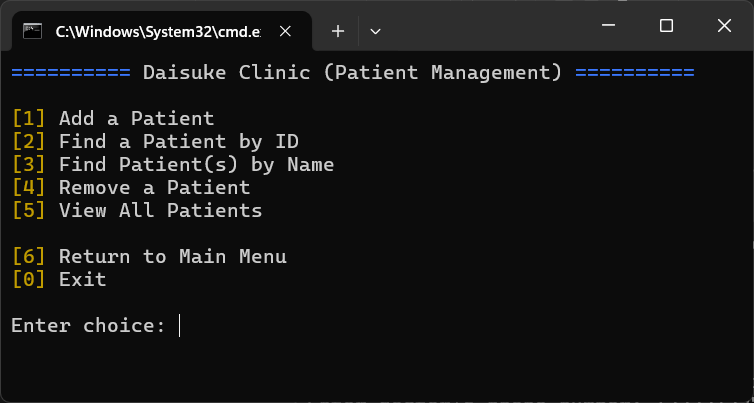 C:\Windows\System32\cmd.e:
========== Daisuke Clinic (Patient Management) ==========
[1] Add a Patient
[2] Find a Patient by ID
[3] Find Patient(s) by Name
[4] Remove a Patient
[5] View All Patients
[6] Return to Main Menu
[0] Exit
Enter choice: